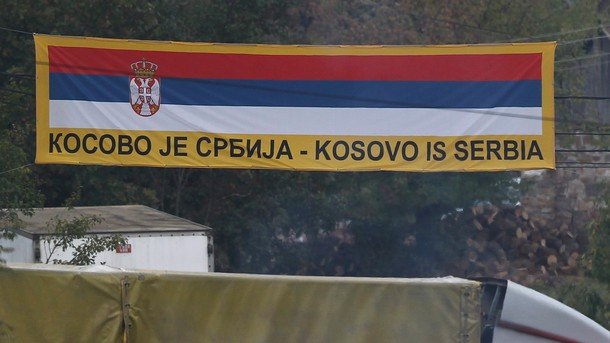 КОСОВО ЈЕ СРБИЈА - KOSOVO IS SERBIA